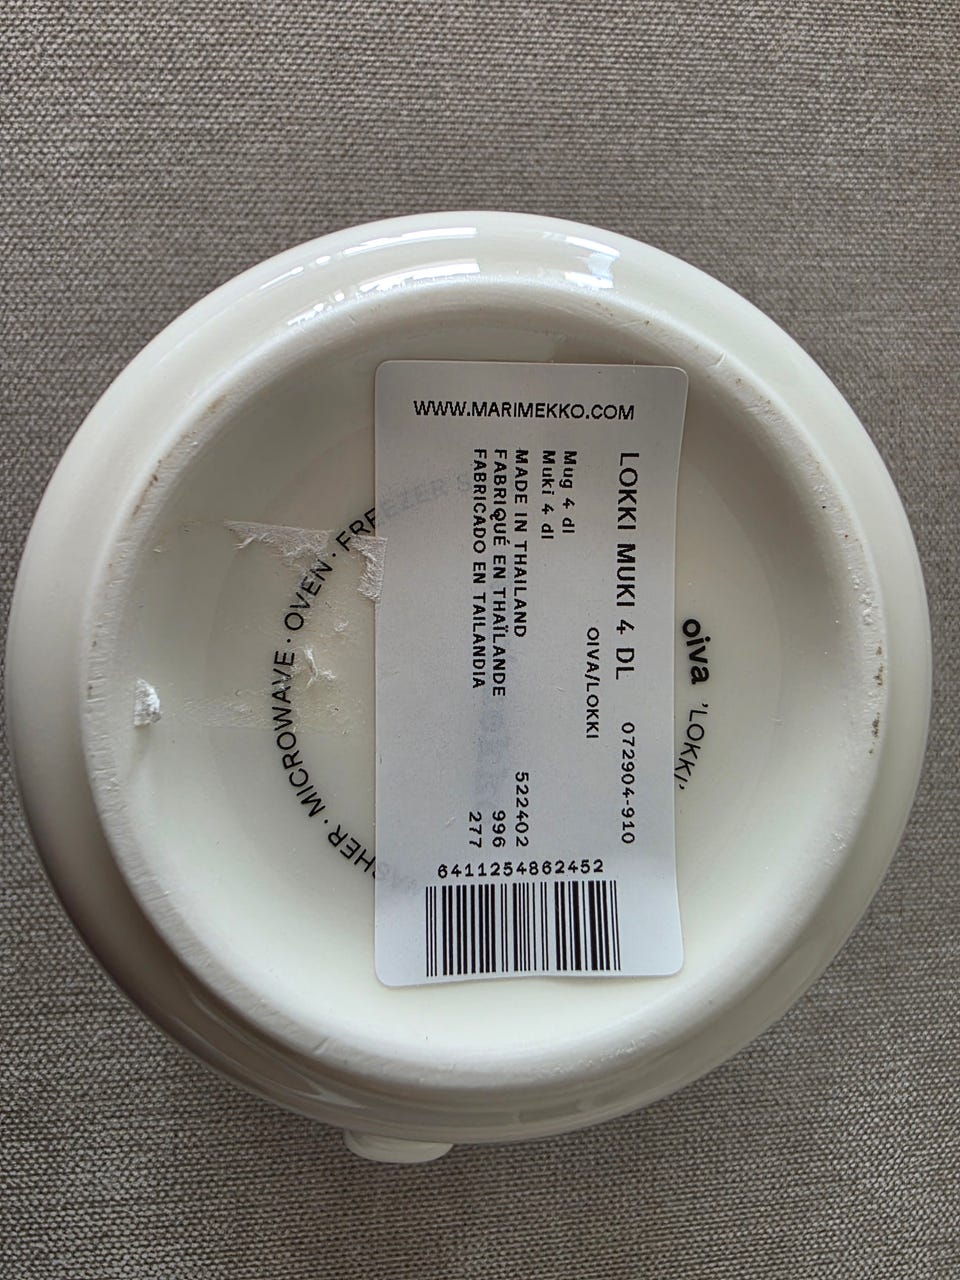 WWW.MARIMEKKO.COM
LOKKI MUKI 4 DL 072904-910
OIVA/LOKKI
Mug 4 dl
Muki 4 dl
MADE IN THAILAND 522402
FABRIQUÉ EN THAÏLANDE 996
FABRICADO EN TAILANDIA 277
6411254862452
oiva 'LOKKI'
SHER · MICROWAVE · OVEN · FREEZER S